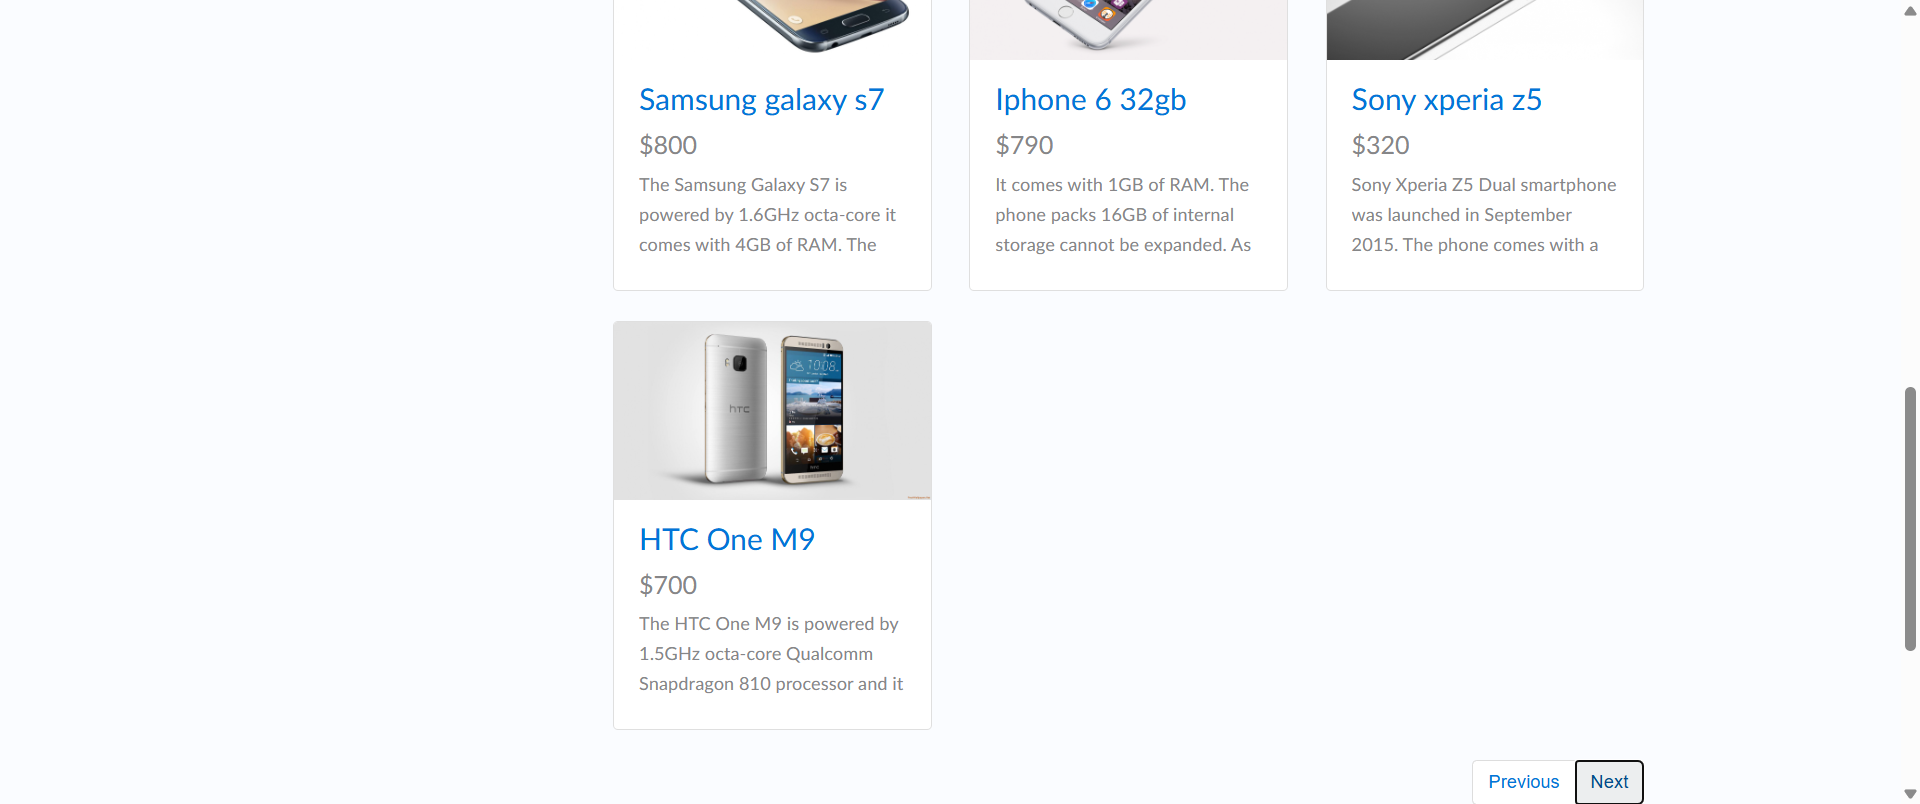 Samsung galaxy s7
$800
The Samsung Galaxy S7 is
powered by 1.6GHz octa-core it
comes with 4GB of RAM. The
Iphone 6 32gb
$790
It comes with 1GB of RAM. The
phone packs 16GB of internal
storage cannot be expanded. As
Sony xperia z5
$320
Sony Xperia Z5 Dual smartphone
was launched in September
2015. The phone comes with a
10:08
hTC
HTC One M9
$700
The HTC One M9 is powered by
1.5GHz octa-core Qualcomm
Snapdragon 810 processor and it
Previous
Next